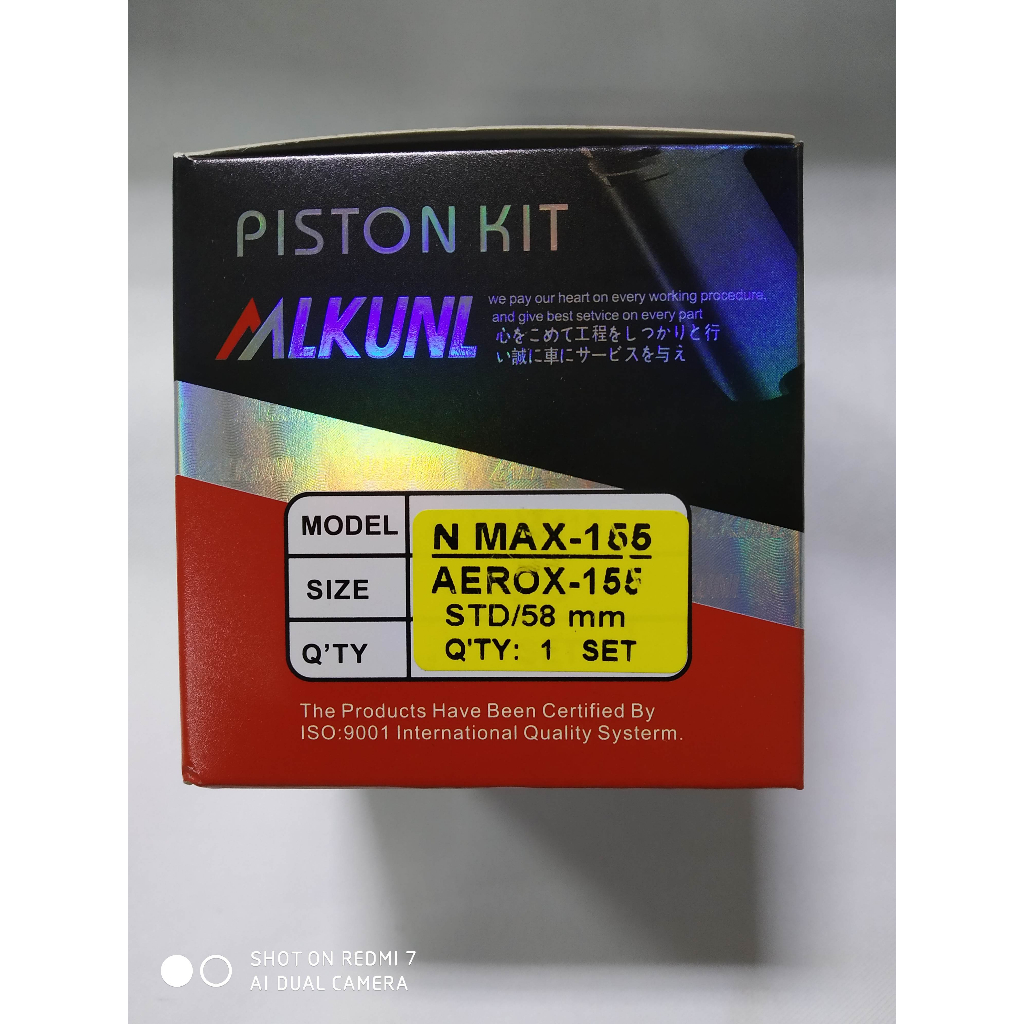 PISTON KIT
MLKUNL
we pay our heart on every working procedure,
and give best setvice on every part
心をこめて工程をしつかりと行
い誠に車にサービスを与え
MODEL
N MAX-155
AEROX-155
SIZE
STD/58 mm
Q'TY
Q'TY: 1 SET
The Products Have Been Certified By
ISO:9001 International Quality Systerm.
SHOT ON REDMI 7
AI DUAL CAMERA